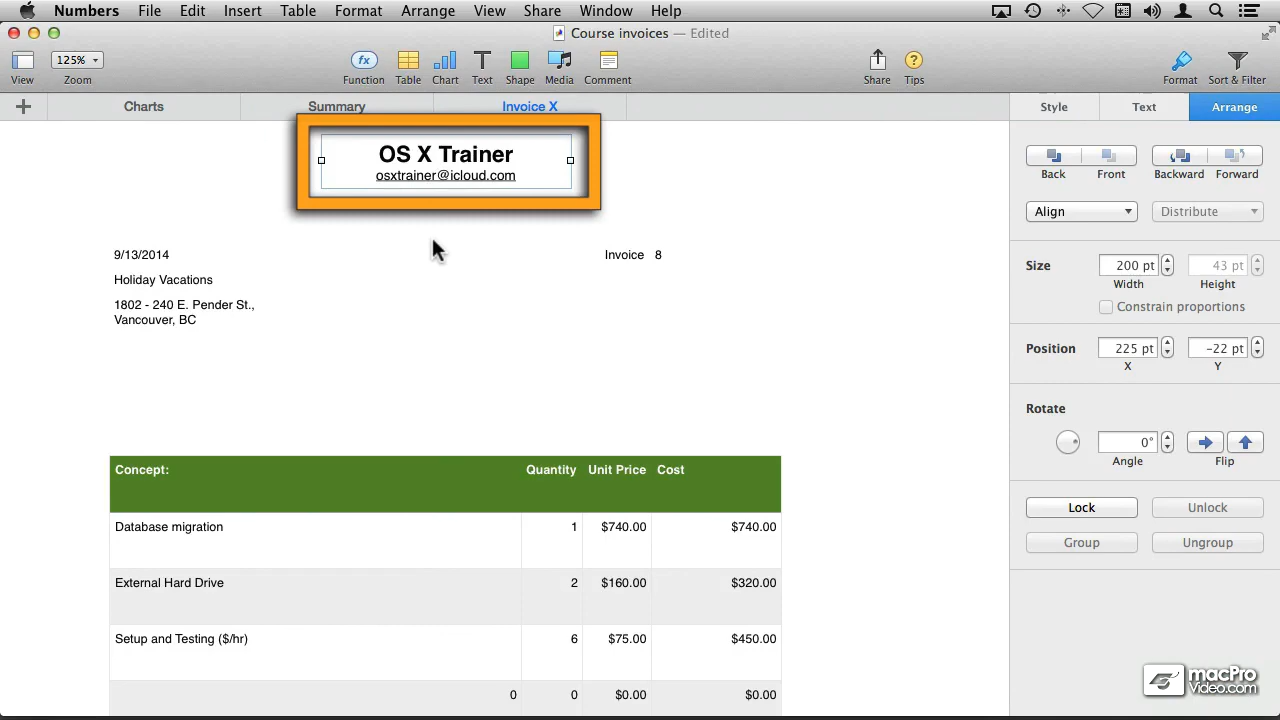 Numbers File Edit Insert Table Format Arrange View Share Window Help
Course invoices — Edited
125%
View Zoom Function Table Chart Text Shape Media Comment Share Tips Format Sort & Filter
fx
Charts Summary Invoice X Style Text Arrange
OS X Trainer
osxtrainer@icloud.com
Back Front Backward Forward
Align Distribute
9/13/2014 Invoice 8
Holiday Vacations
1802 - 240 E. Pender St.,
Vancouver, BC
Size 200 pt 43 pt
Width Height
Constrain proportions
Position 225 pt -22 pt
X Y
Rotate
0°
Angle Flip
Lock Unlock
Group Ungroup
Concept: Quantity Unit Price Cost
Database migration 1 $740.00 $740.00
External Hard Drive 2 $160.00 $320.00
Setup and Testing ($/hr) 6 $75.00 $450.00
0 0 $0.00 $0.00
macPro
Video.com